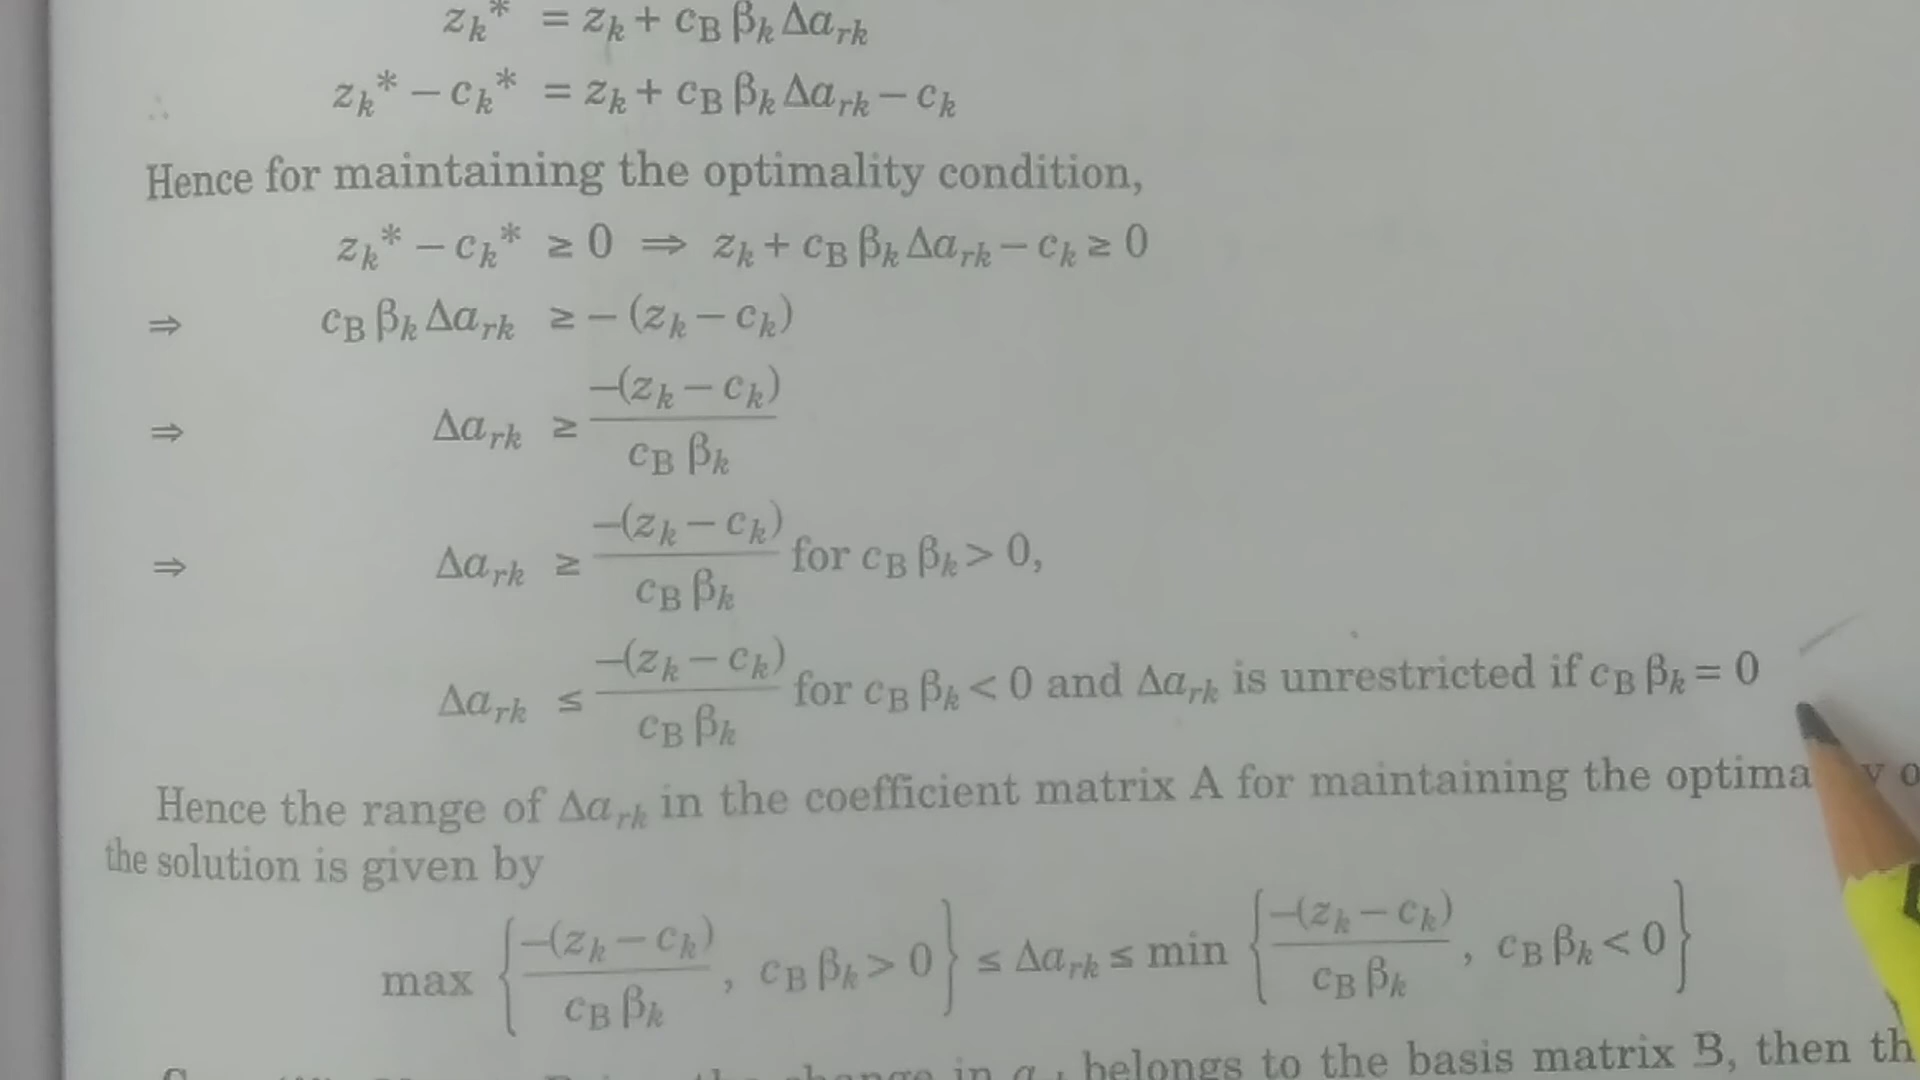 z_k* = z_k + c_B β_k Δa_rk
∴ z_k* − c_k* = z_k + c_B β_k Δa_rk − c_k
Hence for maintaining the optimality condition,
z_k* − c_k* ≥ 0 ⇒ z_k + c_B β_k Δa_rk − c_k ≥ 0
⇒ c_B β_k Δa_rk ≥ − (z_k − c_k)
⇒ Δa_rk ≥ −(z_k − c_k) / c_B β_k
⇒ Δa_rk ≥ −(z_k − c_k) / c_B β_k for c_B β_k > 0,
Δa_rk ≤ −(z_k − c_k) / c_B β_k for c_B β_k < 0 and Δa_rk is unrestricted if c_B β_k = 0
Hence the range of Δa_rk in the coefficient matrix A for maintaining the
the solution is given by
max { −(z_k − c_k) / c_B β_k , c_B β_k > 0 } ≤ Δa_rk ≤ min { −(z_k − c_k) / c_B β_k , c_B β_k < 0 }
change in belongs to the basis matrix B, then